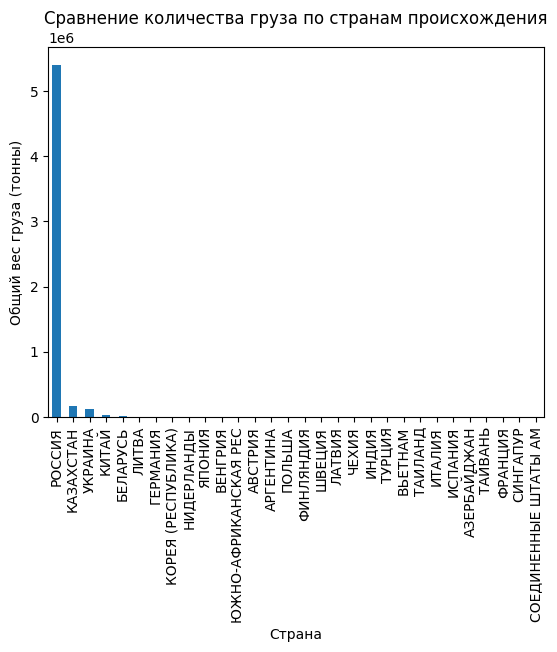 Сравнение количества груза по странам происхождения
1e6
5
4
3
2
1
0
Общий вес груза (тонны)
РОССИЯ
КАЗАХСТАН
УКРАИНА
КИТАЙ
БЕЛАРУСЬ
ЛИТВА
ГЕРМАНИЯ
КОРЕЯ (РЕСПУБЛИКА)
НИДЕРЛАНДЫ
ЯПОНИЯ
ВЕНГРИЯ
ЮЖНО-АФРИКАНСКАЯ РЕС
АВСТРИЯ
АРГЕНТИНА
ПОЛЬША
ФИНЛЯНДИЯ
ШВЕЦИЯ
ЛАТВИЯ
ЧЕХИЯ
ИНДИЯ
ТУРЦИЯ
ВЬЕТНАМ
ТАИЛАНД
ИТАЛИЯ
ИСПАНИЯ
АЗЕРБАЙДЖАН
ТАЙВАНЬ
ФРАНЦИЯ
СИНГАПУР
СОЕДИНЕННЫЕ ШТАТЫ АМ
Страна